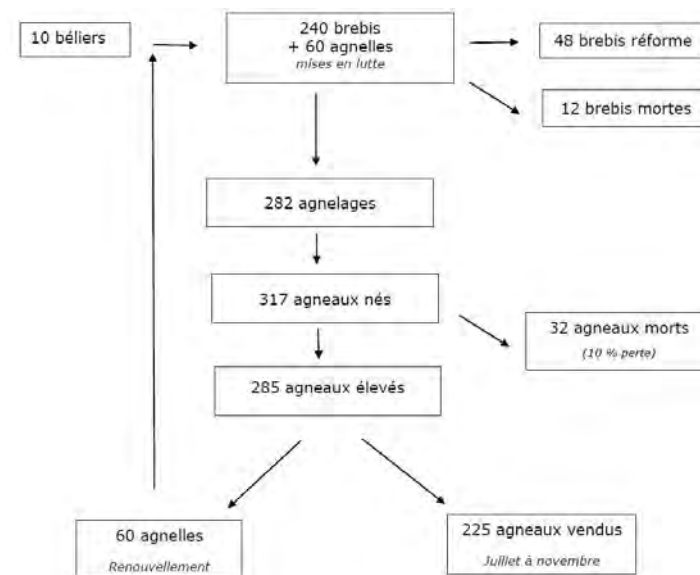 10 béliers
240 brebis
+ 60 agnelles
mises en lutte
48 brebis réforme
12 brebis mortes
282 agnelages
317 agneaux nés
32 agneaux morts
(10 % perte)
285 agneaux élevés
60 agnelles
Renouvellement
225 agneaux vendus
Juillet à novembre